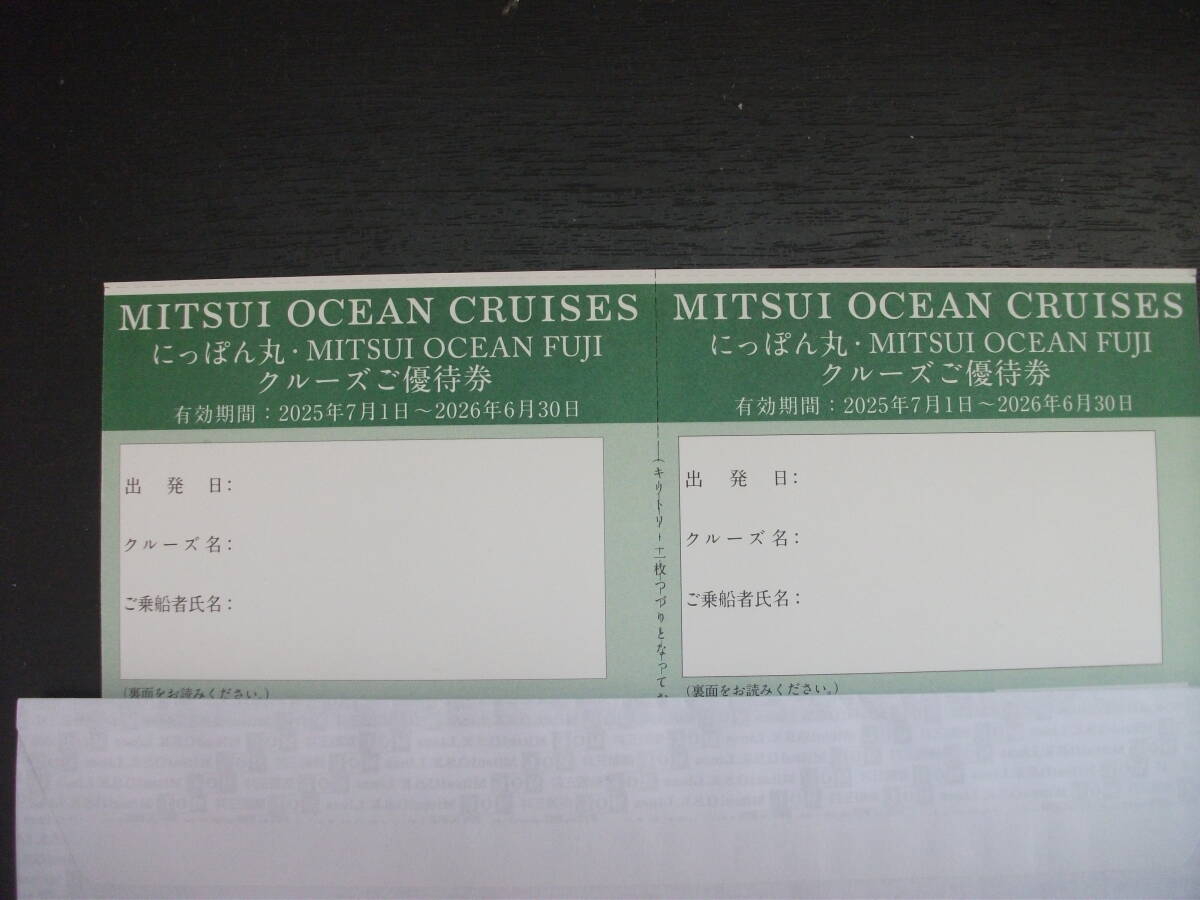 MITSUI OCEAN CRUISES
にっぽん丸・MITSUI OCEAN FUJI
クルーズご優待券
有効期間：2025年7月1日～2026年6月30日
出発日：
クルーズ名：
ご乗船者氏名：
(裏面をお読みください。)
(キリトリ・二枚つづりとなって
MITSUI OCEAN CRUISES
にっぽん丸・MITSUI OCEAN FUJI
クルーズご優待券
有効期間：2025年7月1日～2026年6月30日
出発日：
クルーズ名：
ご乗船者氏名：
(裏面をお読みください。)